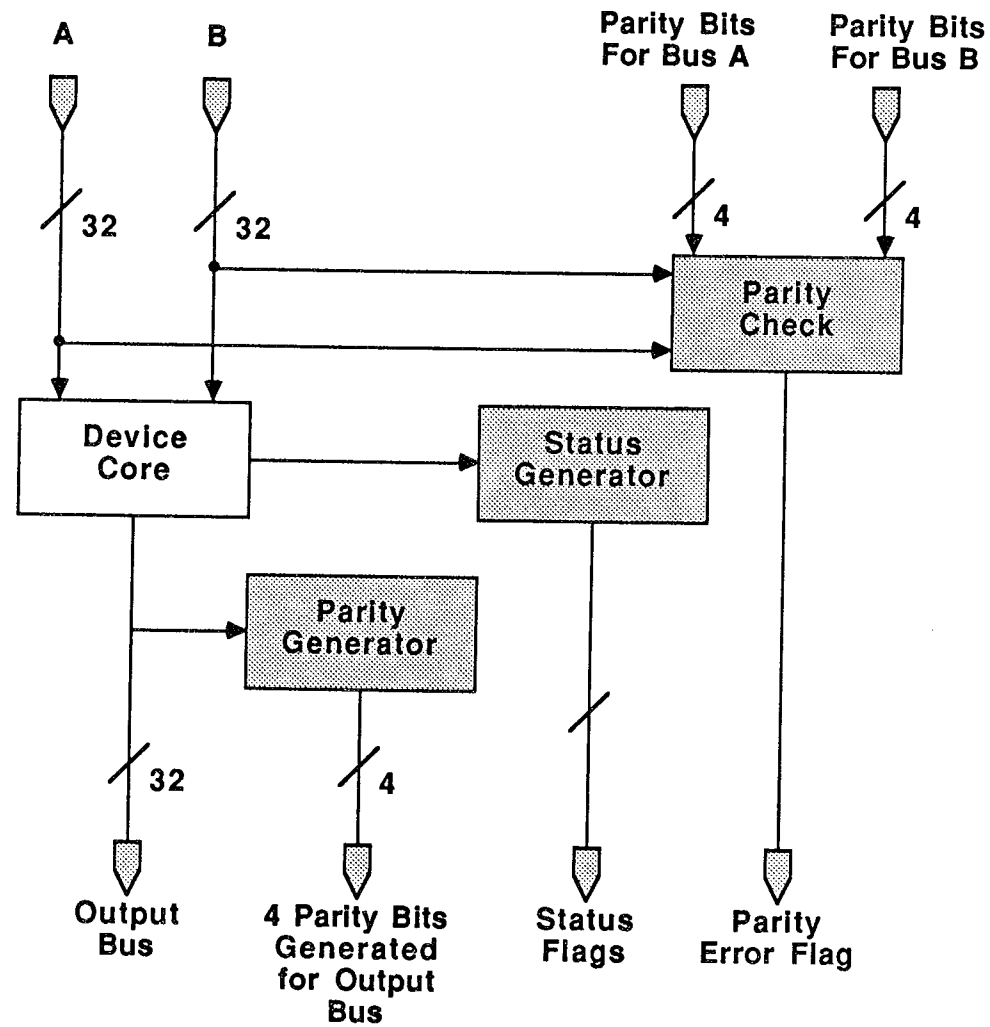 A
B
Parity Bits
For Bus A
Parity Bits
For Bus B
32
32
4
4
Parity
Check
Device
Core
Status
Generator
Parity
Generator
32
4
Output
Bus
4 Parity Bits
Generated
for Output
Bus
Status
Flags
Parity
Error Flag